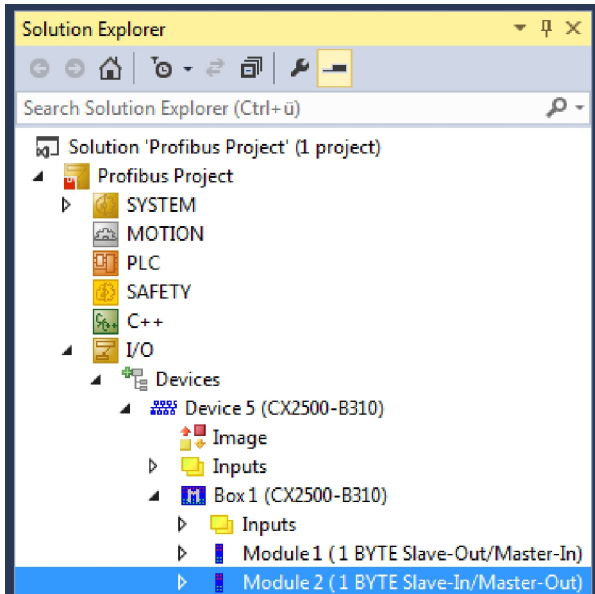 Solution Explorer
Search Solution Explorer (Ctrl+ü)
Solution 'Profibus Project' (1 project)
Profibus Project
SYSTEM
MOTION
PLC
SAFETY
C++
I/O
Devices
Device 5 (CX2500-B310)
Image
Inputs
Box 1 (CX2500-B310)
Inputs
Module 1 ( 1 BYTE Slave-Out/Master-In)
Module 2 ( 1 BYTE Slave-In/Master-Out)